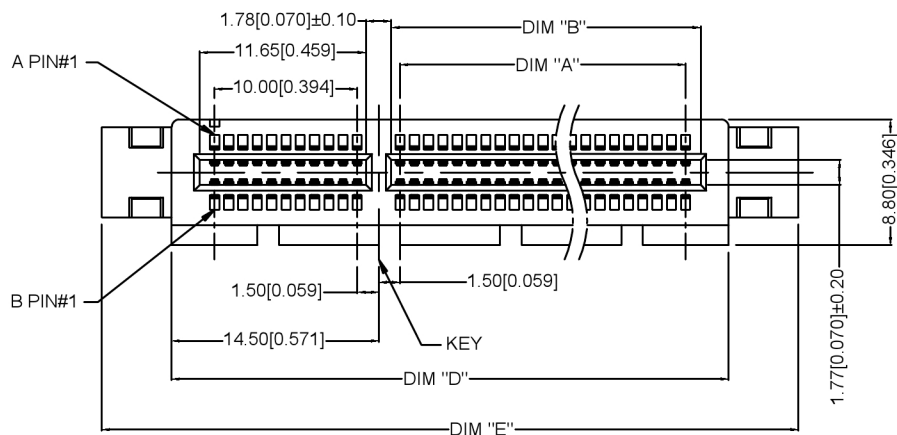 1.78[0.070]±0.10
DIM "B"
11.65[0.459]
A PIN#1
DIM "A"
10.00[0.394]
8.80[0.346]
1.77[0.070]±0.20
B PIN#1
1.50[0.059]
1.50[0.059]
14.50[0.571]
KEY
DIM "D"
DIM "E"